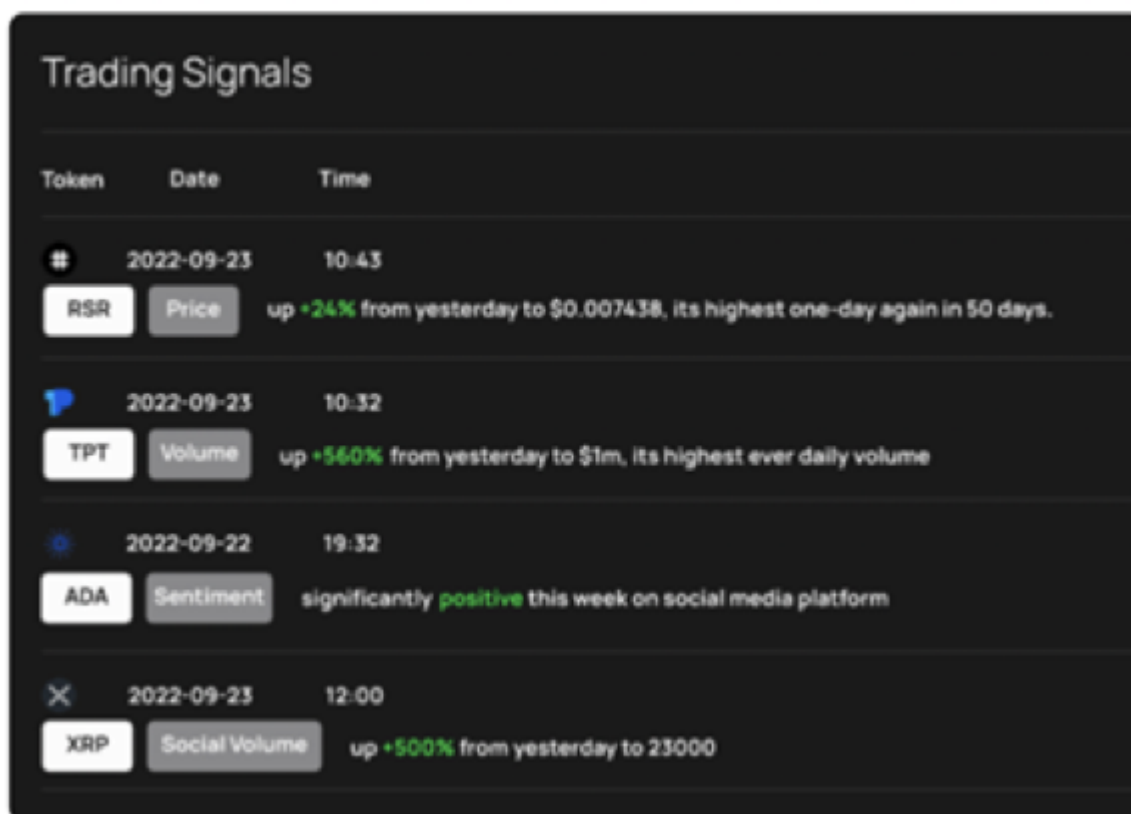 Trading Signals
Token Date Time
2022-09-23 10:43
RSR Price up +24% from yesterday to $0.007438, its highest one-day again in 50 days.
2022-09-23 10:32
TPT Volume up +560% from yesterday to $1m, its highest ever daily volume
2022-09-22 19:32
ADA Sentiment significantly positive this week on social media platform
2022-09-23 12:00
XRP Social Volume up +500% from yesterday to 23000